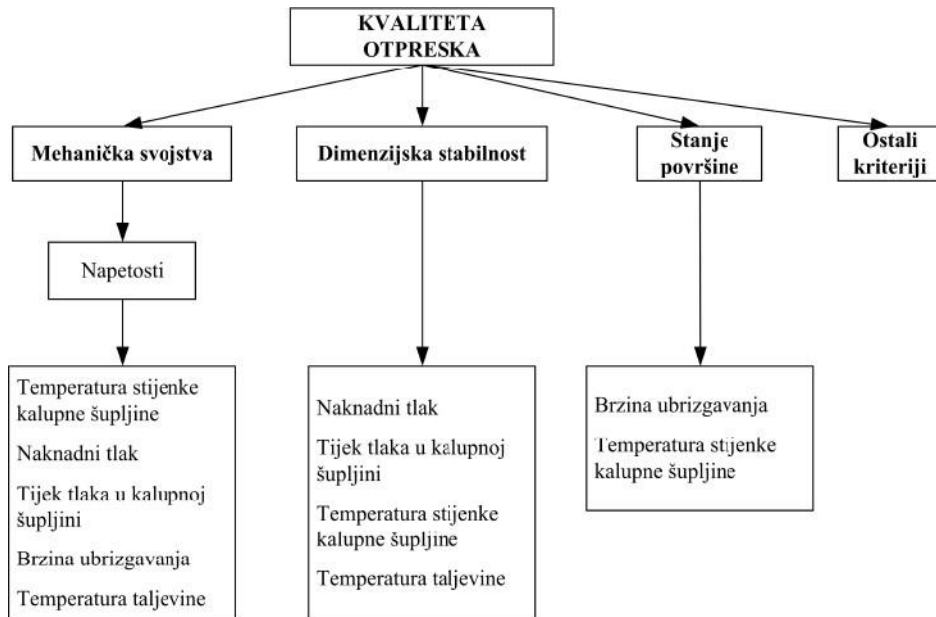 KVALITETA
OTPRESKA
Mehanička svojstva
Dimenzijska stabilnost
Stanje
površine
Ostali
kriteriji
Napetosti
Temperatura stijenke
kalupne šupljine
Naknadni tlak
Tijek tlaka u kalupnoj
šupljini
Brzina ubrizgavanja
Temperatura taljevine
Naknadni tlak
Tijek tlaka u kalupnoj
šupljini
Temperatura stijenke
kalupne šupljine
Temperatura taljevine
Brzina ubrizgavanja
Temperatura stijenke
kalupne šupljine